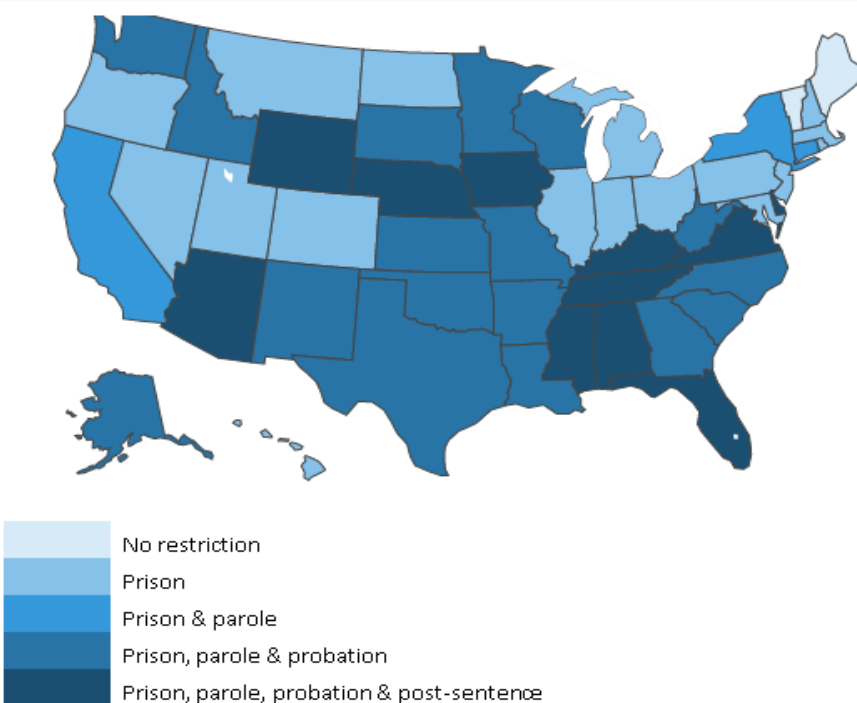 No restriction
Prison
Prison & parole
Prison, parole & probation
Prison, parole, probation & post-sentence